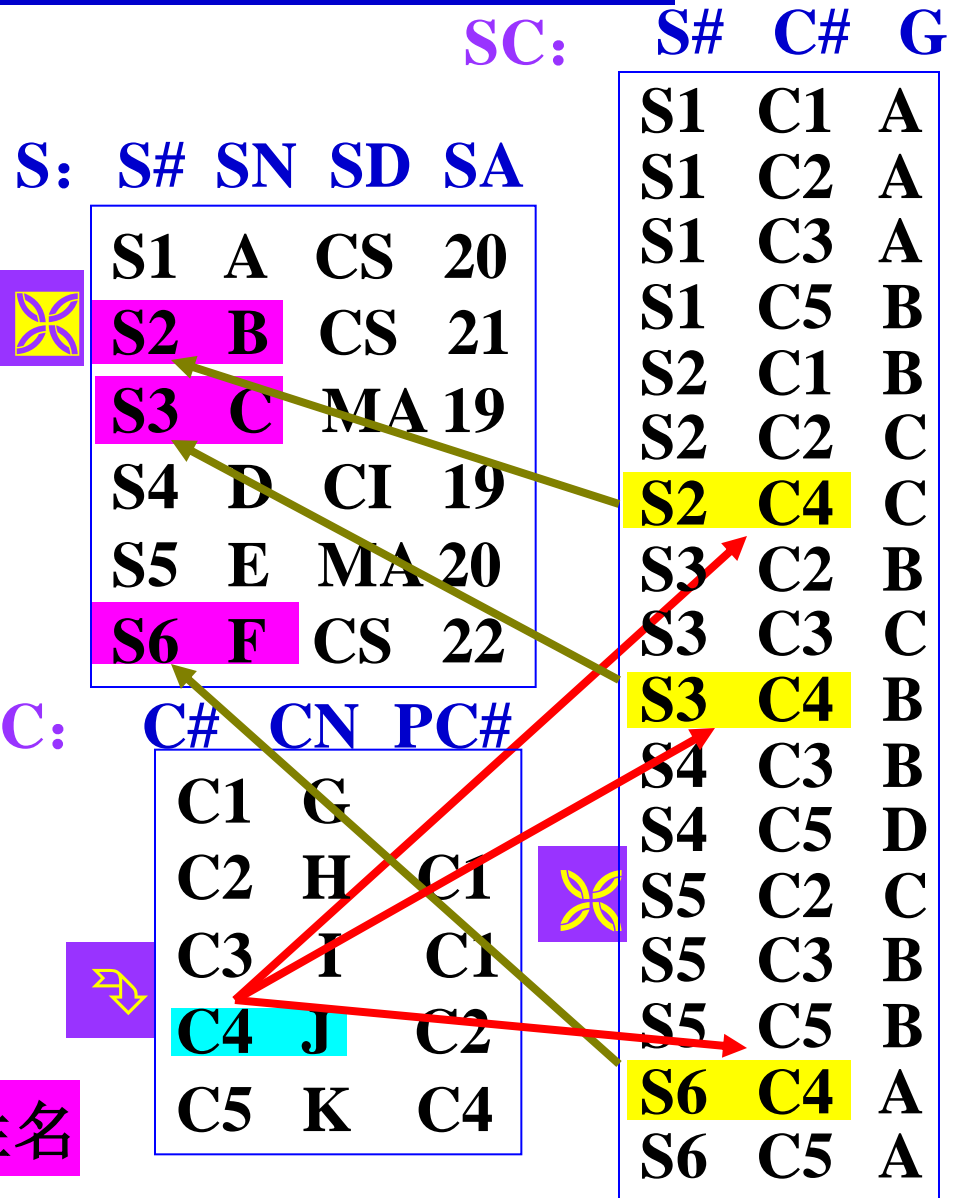 SC： S# C# G
S1 C1 A
S1 C2 A
S1 C3 A
S1 C5 B
S2 C1 B
S2 C2 C
S2 C4 C
S3 C2 B
S3 C3 C
S3 C4 B
S4 C3 B
S4 C5 D
S5 C2 C
S5 C3 B
S5 C5 B
S6 C4 A
S6 C5 A
S： S# SN SD SA
S1 A CS 20
S2 B CS 21
S3 C MA 19
S4 D CI 19
S5 E MA 20
S6 F CS 22
C： C# CN PC#
C1 G
C2 H C1
C3 I C1
C4 J C2
C5 K C4
名